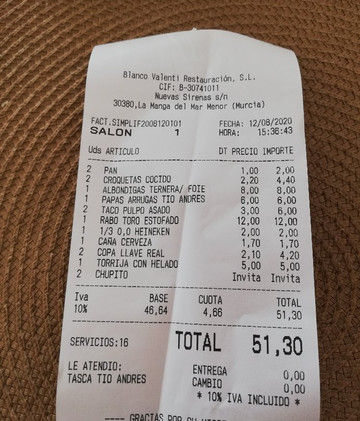 Blanco Valenti Restauración, S.L.
CIF: B-30741011
Nuevas Sirenas s/n
30380,La Manga del Mar Menor (Murcia)
FACT.SIMPLIF2008120101 FECHA: 12/08/2020
SALON 1 HORA: 15:36:43
Uds ARTICULO DT PRECIO IMPORTE
2 PAN 1,00 2,00
2 CROQUETAS COCIDO 2,20 4,40
1 ALBONDIGAS TERNERA/ FOIE 8,00 8,00
1 PAPAS ARRUGAS TIO ANDRES 6,00 6,00
2 TACO PULPO ASADO 3,00 6,00
1 RABO TORO ESTOFADO 12,00 12,00
1 1/3 0,0 HEINEKEN 2,00 2,00
1 CAÑA CERVEZA 1,70 1,70
2 COPA LLAVE REAL 2,10 4,20
1 TORRIJA CON HELADO 5,00 5,00
2 CHUPITO Invita Invita
Iva BASE CUOTA TOTAL
10% 46,64 4,66 51,30
SERVICIOS:16 TOTAL 51,30
LE ATENDIO: ENTREGA 0,00
TASCA TIO ANDRES CAMBIO 0,00
* 10% IVA INCLUIDO *
---- GRACIAS POR SU